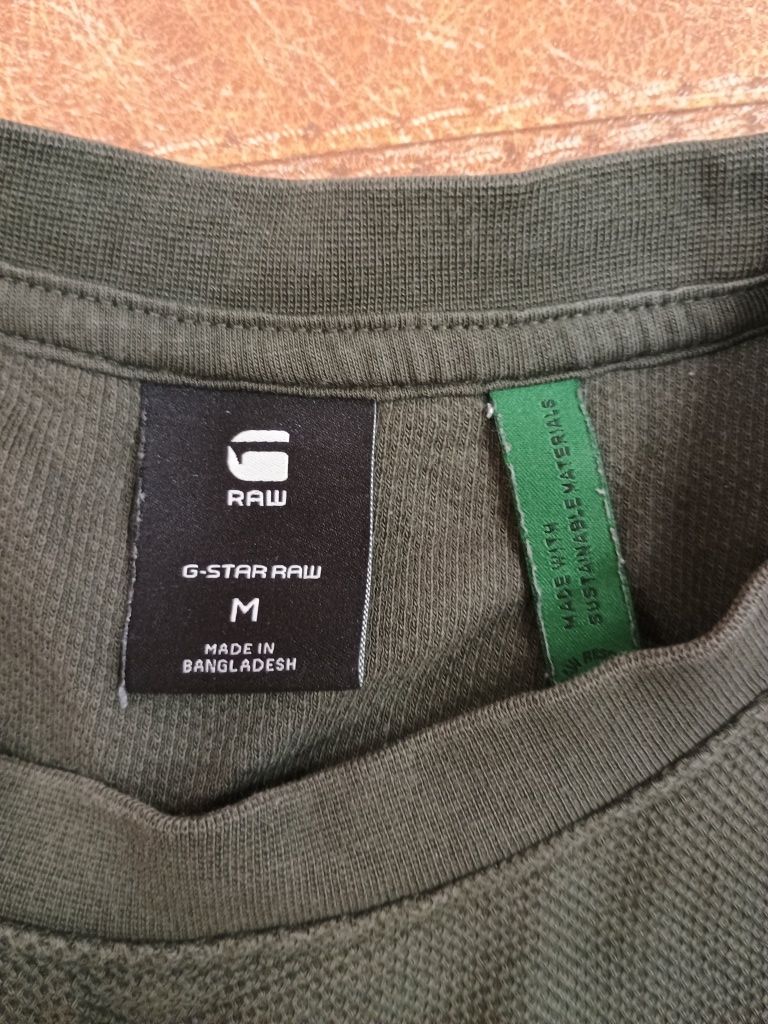 RAW
G-STAR RAW
M
MADE IN
BANGLADESH
MADE WITH
SUSTAINABLE MATERIALS